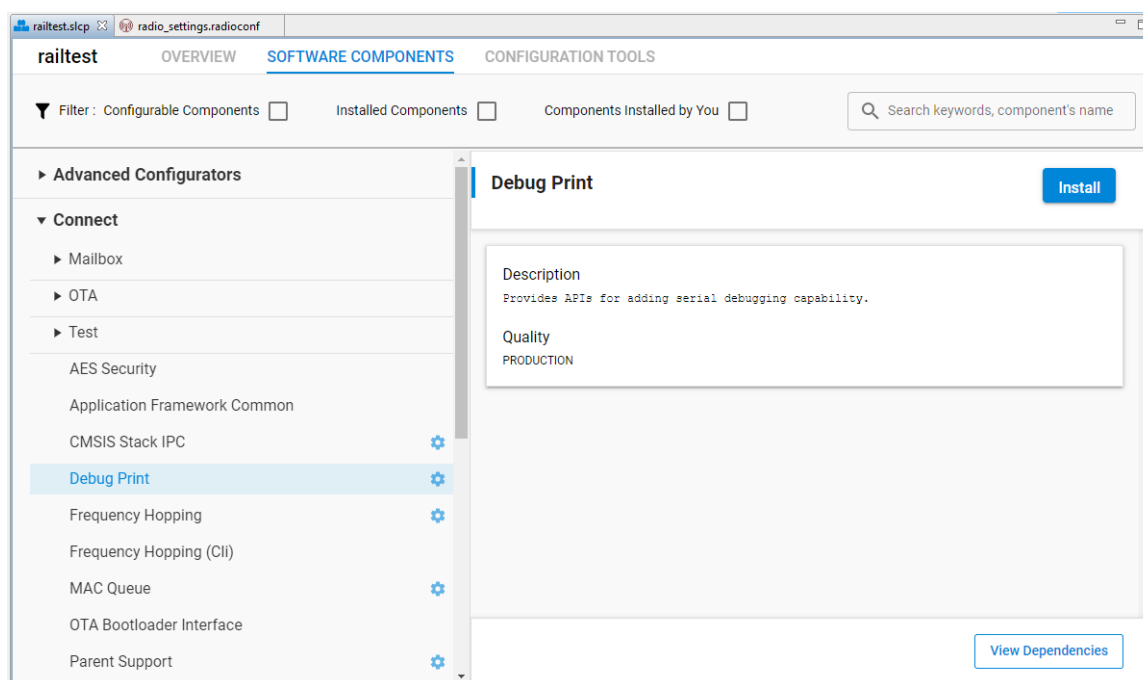 railtest.slcp
radio_settings.radioconf
railtest OVERVIEW SOFTWARE COMPONENTS CONFIGURATION TOOLS
Filter : Configurable Components Installed Components Components Installed by You Search keywords, component's name
Advanced Configurators
Connect
Mailbox
OTA
Test
AES Security
Application Framework Common
CMSIS Stack IPC
Debug Print
Frequency Hopping
Frequency Hopping (Cli)
MAC Queue
OTA Bootloader Interface
Parent Support
Debug Print
Install
Description
Provides APIs for adding serial debugging capability.
Quality
PRODUCTION
View Dependencies